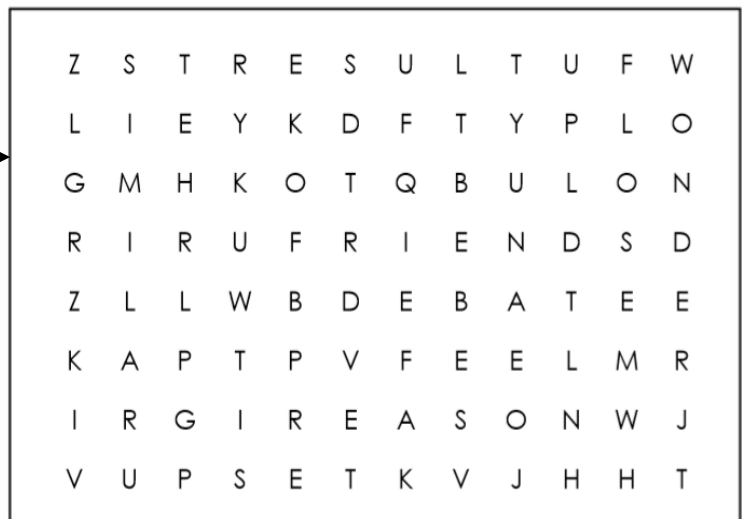 Z S T R E S U L T U F W
L I E Y K D F T Y P L O
G M H K O T Q B U L O N
R I R U F R I E N D S D
Z L L W B D E B A T E E
K A P T P V F E E L M R
I R G I R E A S O N W J
V U P S E T K V J H H T